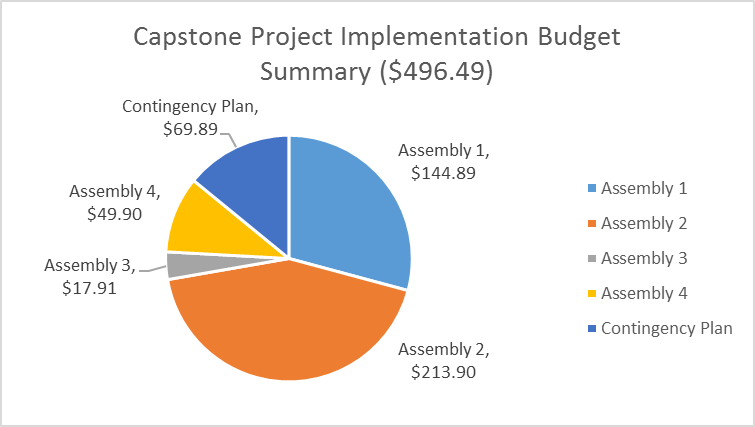 Capstone Project Implementation Budget
Summary ($496.49)
Contingency Plan,
$69.89
Assembly 1,
$144.89
Assembly 4,
$49.90
Assembly 3,
$17.91
Assembly 2,
$213.90
Assembly 1
Assembly 2
Assembly 3
Assembly 4
Contingency Plan